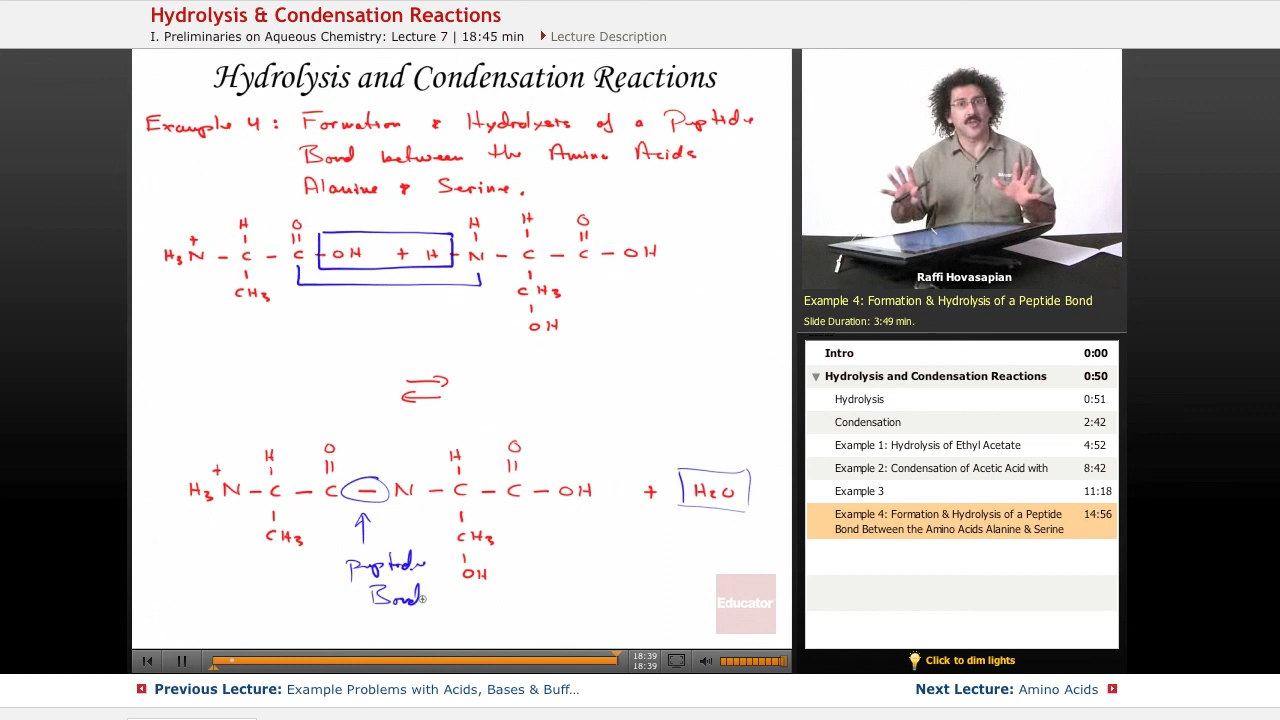 Hydrolysis & Condensation Reactions
I. Preliminaries on Aqueous Chemistry: Lecture 7 | 18:45 min
Lecture Description
Hydrolysis and Condensation Reactions
Example 4: Formation & Hydrolysis of a Peptide
Bond between the Amino Acids
Alanine & Serine.
H O H H O
+
H₃N - C - C - OH + H - N - C - C - OH
CH₃ CH₃
OH
⇌
H O H O
+
H₃N - C - C - N - C - C - OH + H₂O
CH₃ CH₃
Peptide OH
Bond
Educator
Raffi Hovasapian
Example 4: Formation & Hydrolysis of a Peptide Bond
Slide Duration: 3:49 min.
Intro 0:00
Hydrolysis and Condensation Reactions 0:50
Hydrolysis 0:51
Condensation 2:42
Example 1: Hydrolysis of Ethyl Acetate 4:52
Example 2: Condensation of Acetic Acid with 8:42
Example 3 11:18
Example 4: Formation & Hydrolysis of a Peptide 14:56
Bond Between the Amino Acids Alanine & Serine
18:39
18:39
Click to dim lights
Previous Lecture: Example Problems with Acids, Bases & Buff...
Next Lecture: Amino Acids